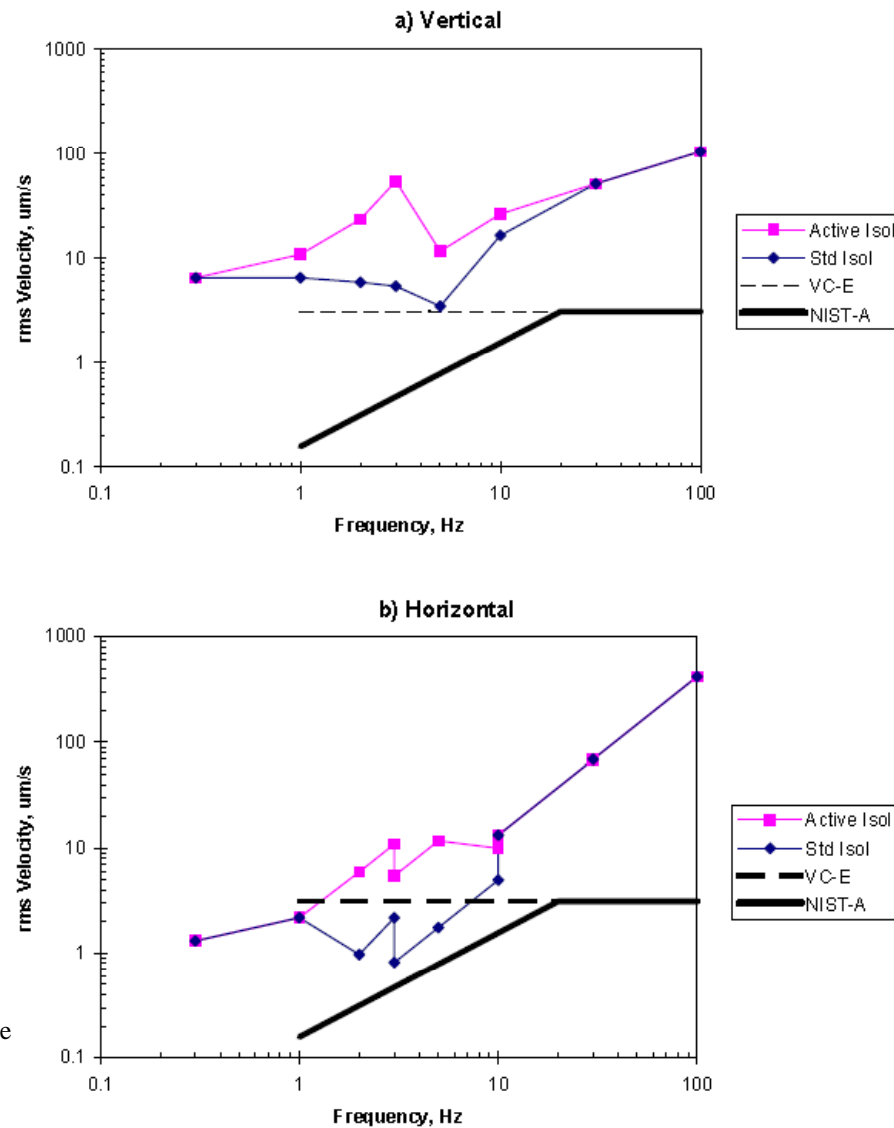 a) Vertical
1000
100
10
1
0.1
rms Velocity, um/s
0.1 1 10 100
Frequency, Hz
Active Isol
Std Isol
VC-E
NIST-A
b) Horizontal
1000
100
10
1
0.1
rms Velocity, um/s
0.1 1 10 100
Frequency, Hz
Active Isol
Std Isol
VC-E
NIST-A
e